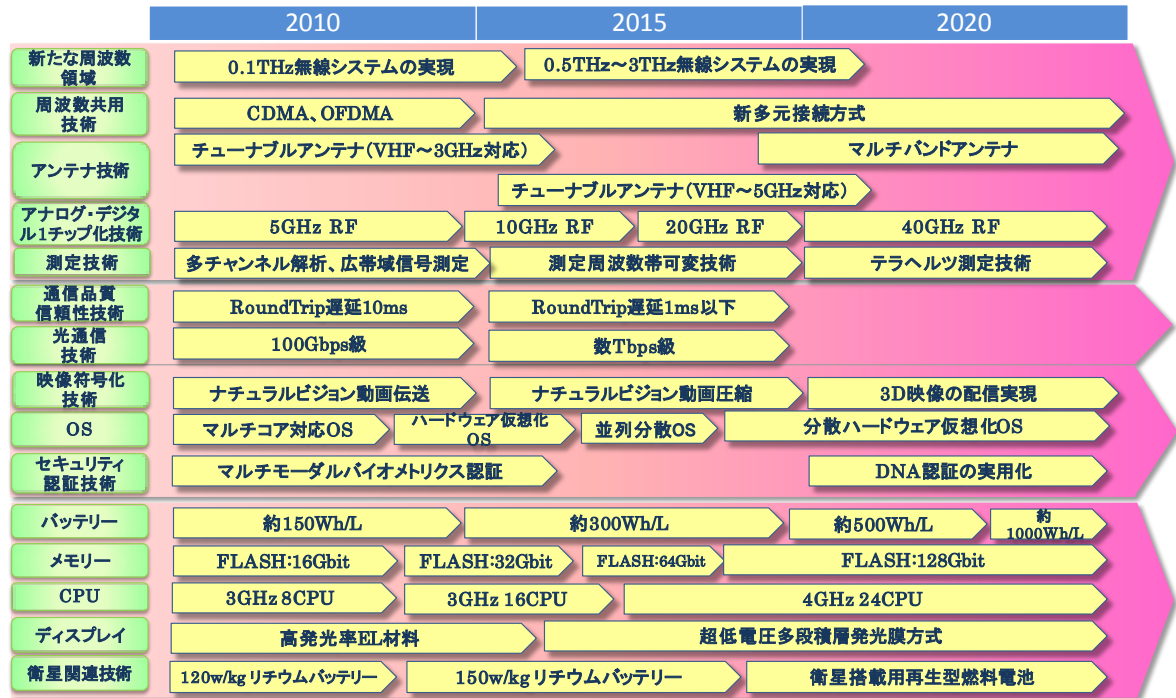 2010 2015 2020
新たな周波数
領域
0.1THz無線システムの実現
0.5THz～3THz無線システムの実現
周波数共用
技術
CDMA、OFDMA
新多元接続方式
アンテナ技術
チューナブルアンテナ(VHF～3GHz対応)
マルチバンドアンテナ
チューナブルアンテナ(VHF～5GHz対応)
アナログ・デジタ
ル1チップ化技術
5GHz RF
10GHz RF
20GHz RF
40GHz RF
測定技術
多チャンネル解析、広帯域信号測定
測定周波数帯可変技術
テラヘルツ測定技術
通信品質
信頼性技術
RoundTrip遅延10ms
RoundTrip遅延1ms以下
光通信
技術
100Gbps級
数Tbps級
映像符号化
技術
ナチュラルビジョン動画伝送
ナチュラルビジョン動画圧縮
3D映像の配信実現
OS
マルチコア対応OS
ハードウェア仮想化
OS
並列分散OS
分散ハードウェア仮想化OS
セキュリティ
認証技術
マルチモーダルバイオメトリクス認証
DNA認証の実用化
バッテリー
約150Wh/L
約300Wh/L
約500Wh/L
約
1000Wh/L
メモリー
FLASH:16Gbit
FLASH:32Gbit
FLASH:64Gbit
FLASH:128Gbit
CPU
3GHz 8CPU
3GHz 16CPU
4GHz 24CPU
ディスプレイ
高発光率EL材料
超低電圧多段積層発光膜方式
衛星関連技術
120w/kg リチウムバッテリー
150w/kg リチウムバッテリー
衛星搭載用再生型燃料電池